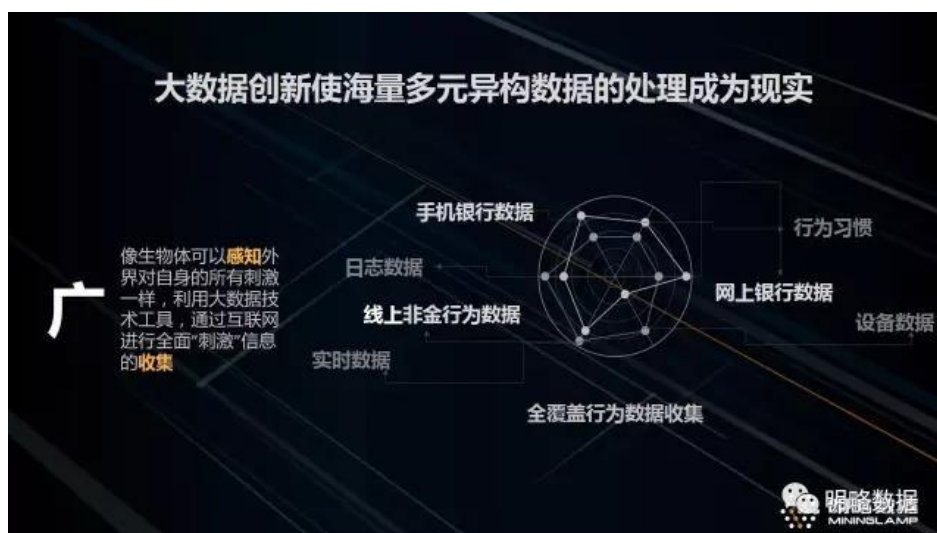 大数据创新使海量多元异构数据的处理成为现实
手机银行数据
行为习惯
广
像生物体可以感知外
界对自身的所有刺激
一样，利用大数据技
术工具，通过互联网
进行全面"刺激"信息
的收集
日志数据
网上银行数据
线上非金行为数据
设备数据
实时数据
全覆盖行为数据收集
明略数据
MININGLAMP